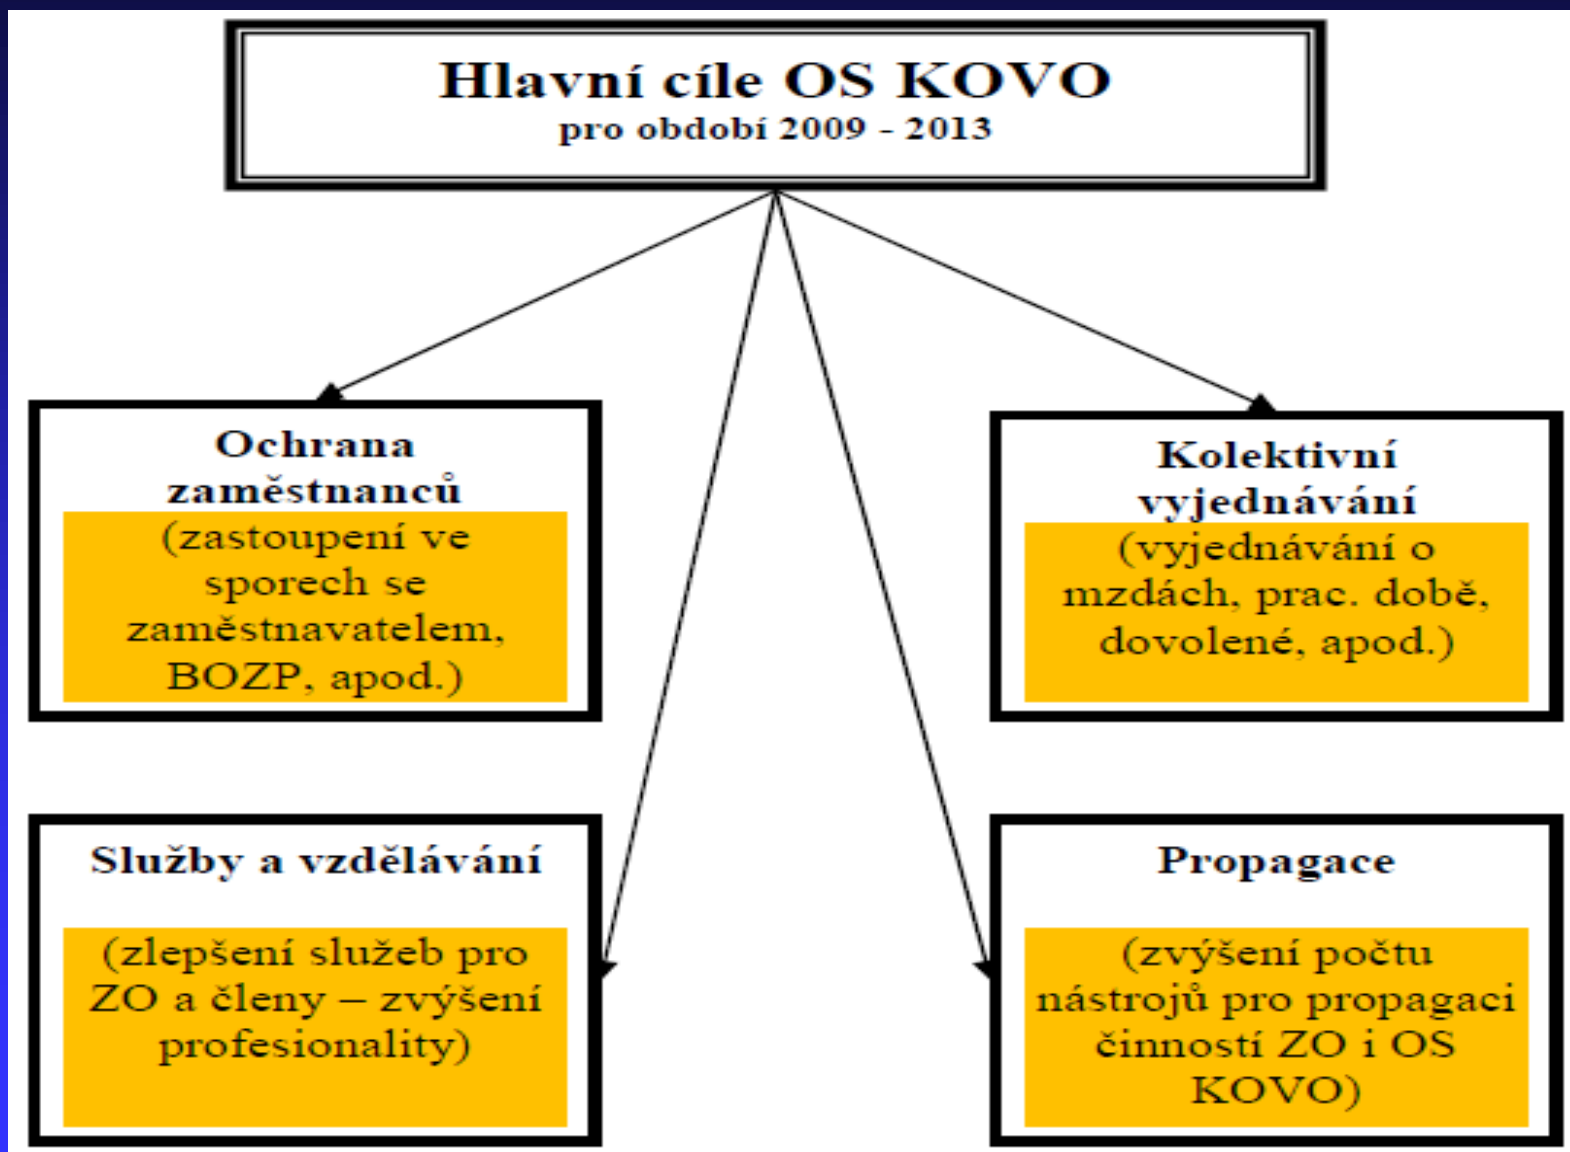 Hlavní cíle OS KOVO
pro období 2009 - 2013
Ochrana
zaměstnanců
(zastoupení ve
sporech se
zaměstnavatelem,
BOZP, apod.)
Kolektivní
vyjednávání
(vyjednávání o
mzdách, prac. době,
dovolené, apod.)
Služby a vzdělávání
(zlepšení služeb pro
ZO a členy – zvýšení
profesionality)
Propagace
(zvýšení počtu
nástrojů pro propagaci
činností ZO i OS
KOVO)